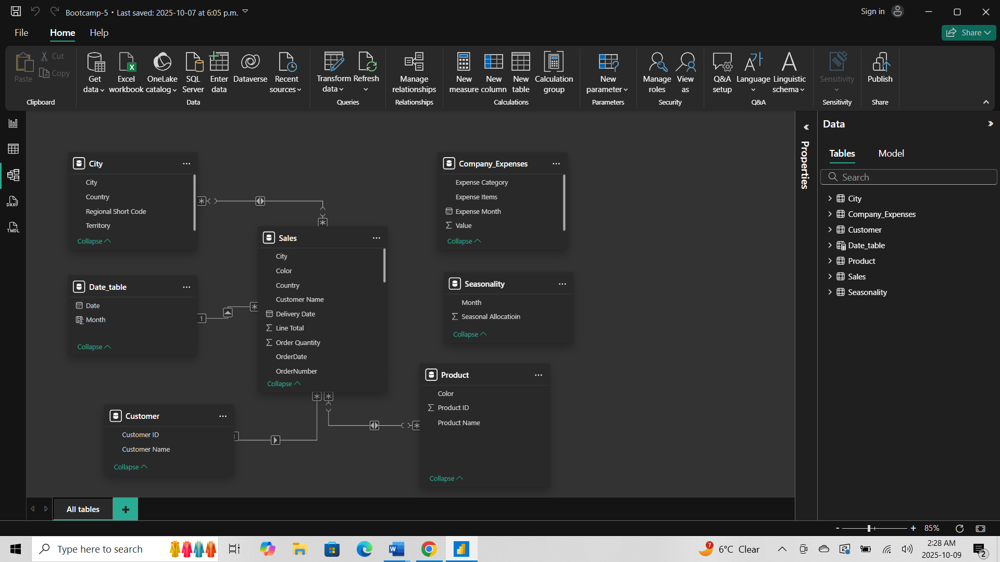 Bootcamp-5 • Last saved: 2025-10-07 at 6:05 p.m.
Sign in
File
Home
Help
Share
Paste
Cut
Copy
Clipboard
Get data
Excel workbook
OneLake catalog
SQL Server
Enter data
Dataverse
Recent sources
Data
Transform data
Refresh
Queries
Manage relationships
Relationships
New measure
New column
New table
Calculation group
Calculations
New parameter
Parameters
Manage roles
View as
Security
Q&A setup
Language
Linguistic schema
Q&A
Sensitivity
Sensitivity
Publish
Share
DAX
TMDL
City
City
Country
Regional Short Code
Territory
Collapse
Date_table
Date
Month
Collapse
1
Sales
City
Color
Country
Customer Name
Delivery Date
Line Total
Order Quantity
OrderDate
OrderNumber
Collapse
Customer
Customer ID
Customer Name
Collapse
Company_Expenses
Expense Category
Expense Items
Expense Month
Value
Collapse
Seasonality
Month
Seasonal Allocatioin
Collapse
Product
Color
Product ID
Product Name
Collapse
Properties
Data
Tables
Model
Search
City
Company_Expenses
Customer
Date_table
Product
Sales
Seasonality
All tables
+
- + 85%
Type here to search
7
6°C Clear
2:28 AM
2025-10-09
2